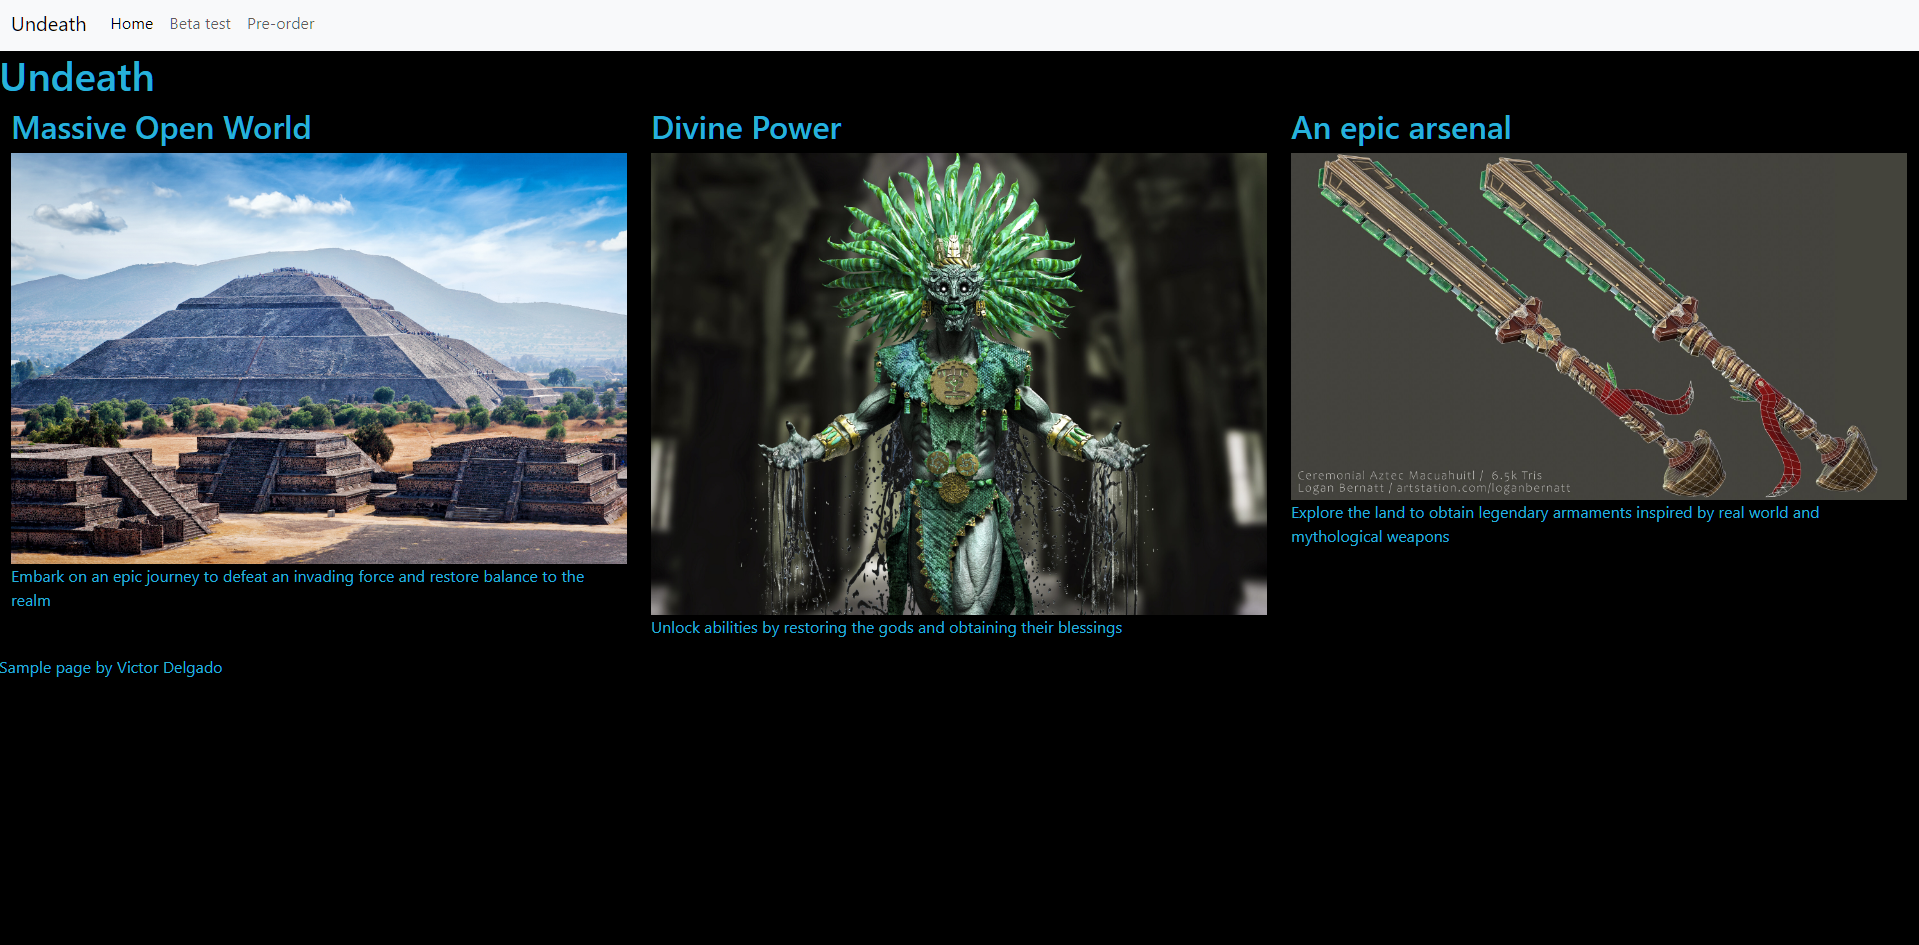 Undeath Home Beta test Pre-order
Undeath
Massive Open World
Embark on an epic journey to defeat an invading force and restore balance to the
realm
Divine Power
Unlock abilities by restoring the gods and obtaining their blessings
An epic arsenal
Ceremonial Aztec Macuahuitl / 6.5k Tris
Logan Bernatt / artstation.com/loganbernatt
Explore the land to obtain legendary armaments inspired by real world and
mythological weapons
Sample page by Victor Delgado